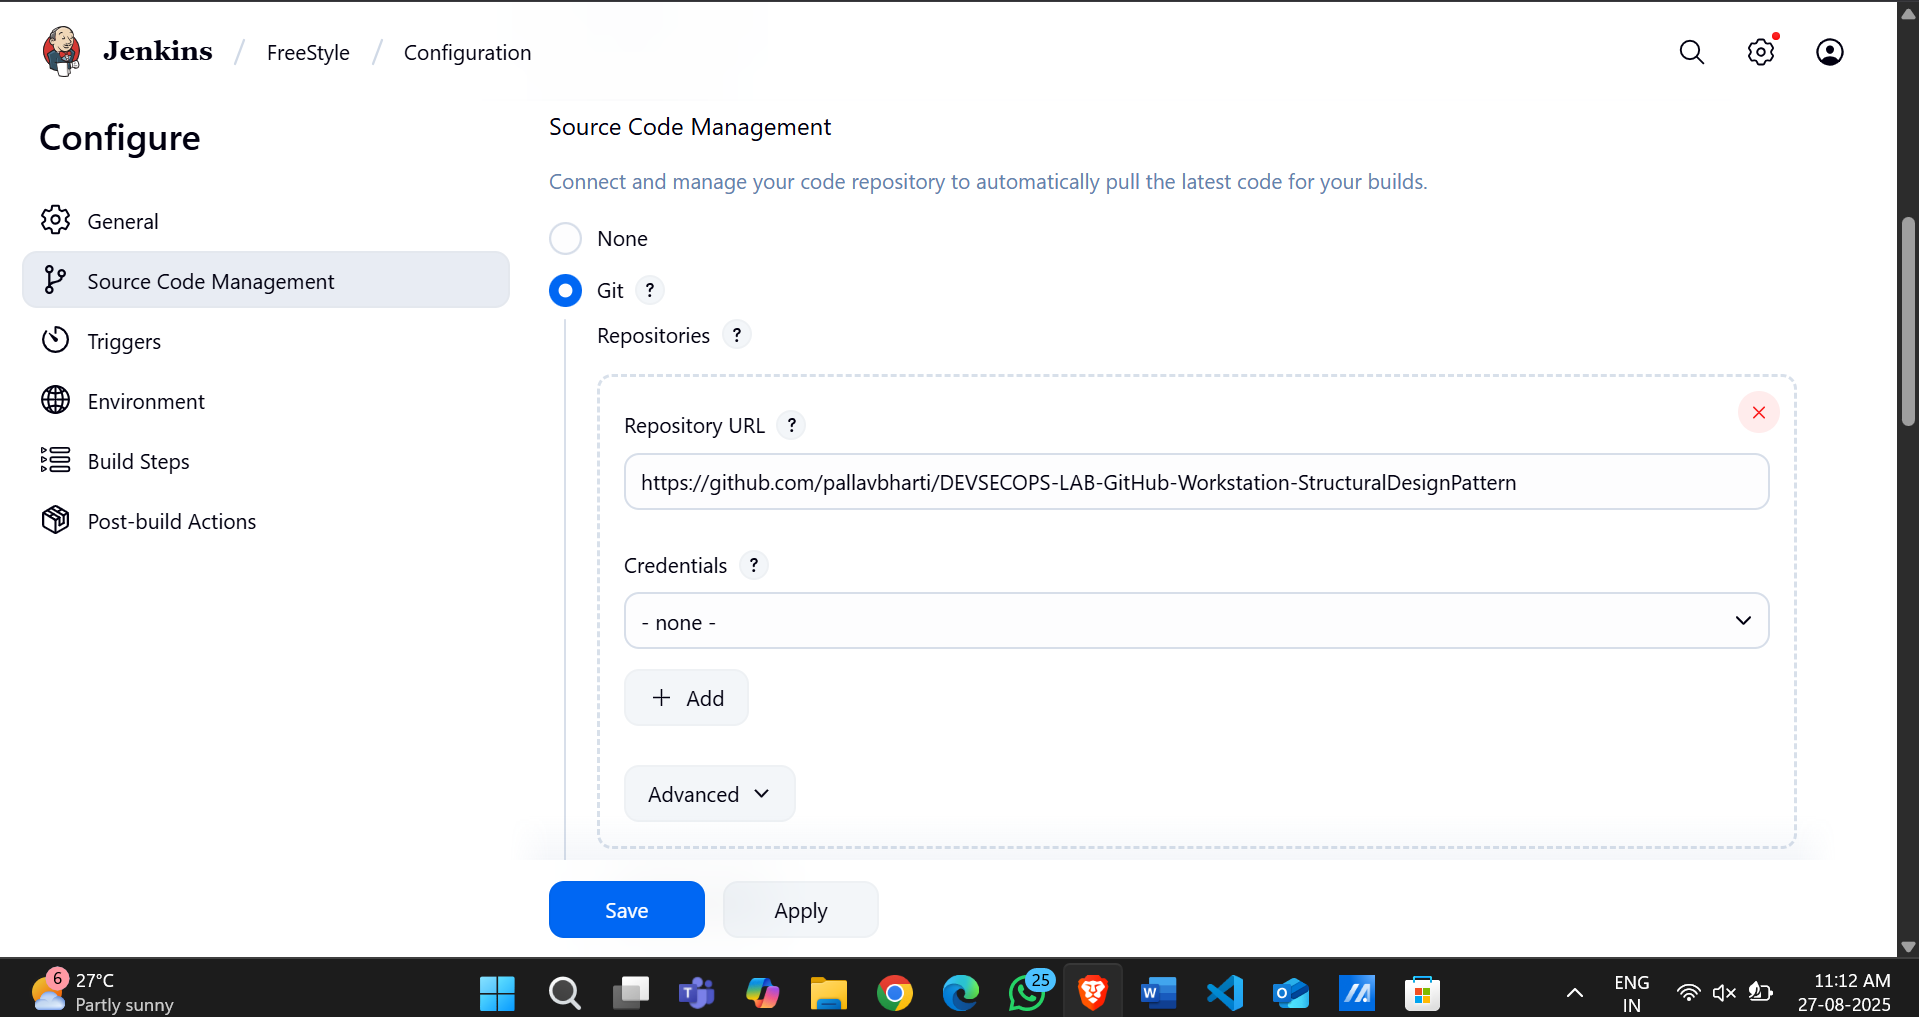 Jenkins / FreeStyle / Configuration
Configure
General
Source Code Management
Triggers
Environment
Build Steps
Post-build Actions
Source Code Management
Connect and manage your code repository to automatically pull the latest code for your builds.
None
Git ?
Repositories ?
Repository URL ?
https://github.com/pallavbharti/DEVSECOPS-LAB-GitHub-Workstation-StructuralDesignPattern
Credentials ?
- none -
+ Add
Advanced
Save
Apply
6
27°C
Partly sunny
25
ENG
IN
11:12 AM
27-08-2025